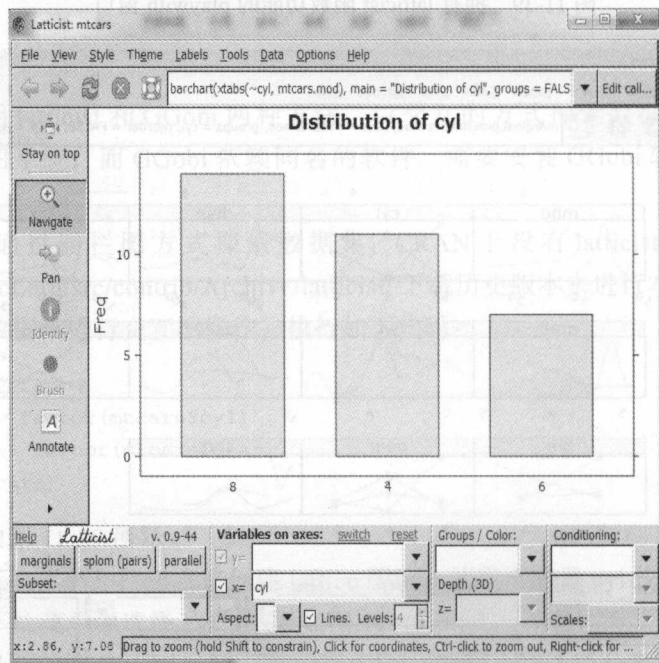 Latticist: mtcars
File View Style Theme Labels Tools Data Options Help
barchart(xtabs(~cyl, mtcars.mod), main = "Distribution of cyl", groups = FALS Edit call...
Stay on top
Navigate
Pan
Identify
Brush
A
Annotate
Distribution of cyl
Freq
10
5
0
8 4 6
help Latticist v. 0.9-44
marginals splom (pairs) parallel
Subset:
Variables on axes: switch reset
y=
x= cyl
Aspect: Lines. Levels: 4
Groups / Color:
Depth (3D)
z=
Conditioning:
Scales:
x:2.86, y:7.08 Drag to zoom (hold Shift to constrain), Click for coordinates, Ctrl-click to zoom out, Right-click for ...